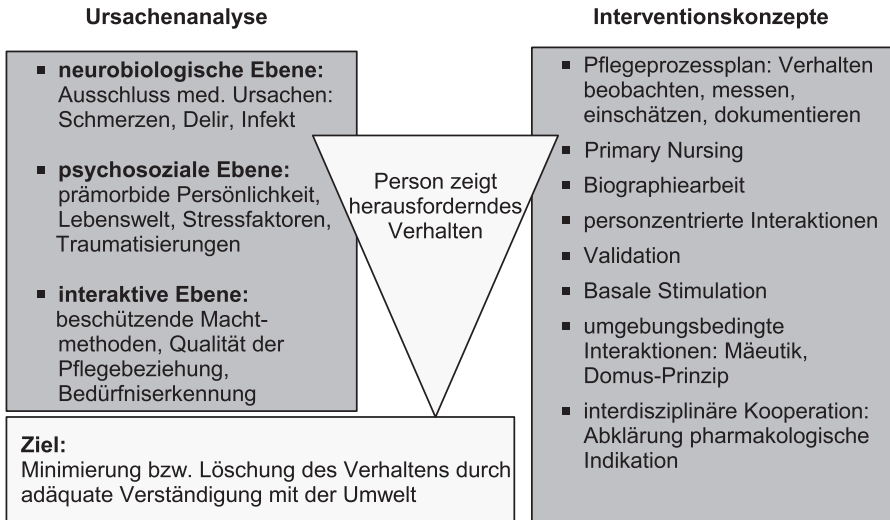 Ursachenanalyse
neurobiologische Ebene:
Ausschluss med. Ursachen:
Schmerzen, Delir, Infekt
psychosoziale Ebene:
prämorbide Persönlichkeit,
Lebenswelt, Stressfaktoren,
Traumatisierungen
interaktive Ebene:
beschützende Macht-
methoden, Qualität der
Pflegebeziehung,
Bedürfniserkennung
Person zeigt
herausforderndes
Verhalten
Interventionskonzepte
Pflegeprozessplan: Verhalten
beobachten, messen,
einschätzen, dokumentieren
Primary Nursing
Biographiearbeit
personzentrierte Interaktionen
Validation
Basale Stimulation
umgebungsbedingte
Interaktionen: Mäeutik,
Domus-Prinzip
interdisziplinäre Kooperation:
Abklärung pharmakologische
Indikation
Ziel:
Minimierung bzw. Löschung des Verhaltens durch
adäquate Verständigung mit der Umwelt